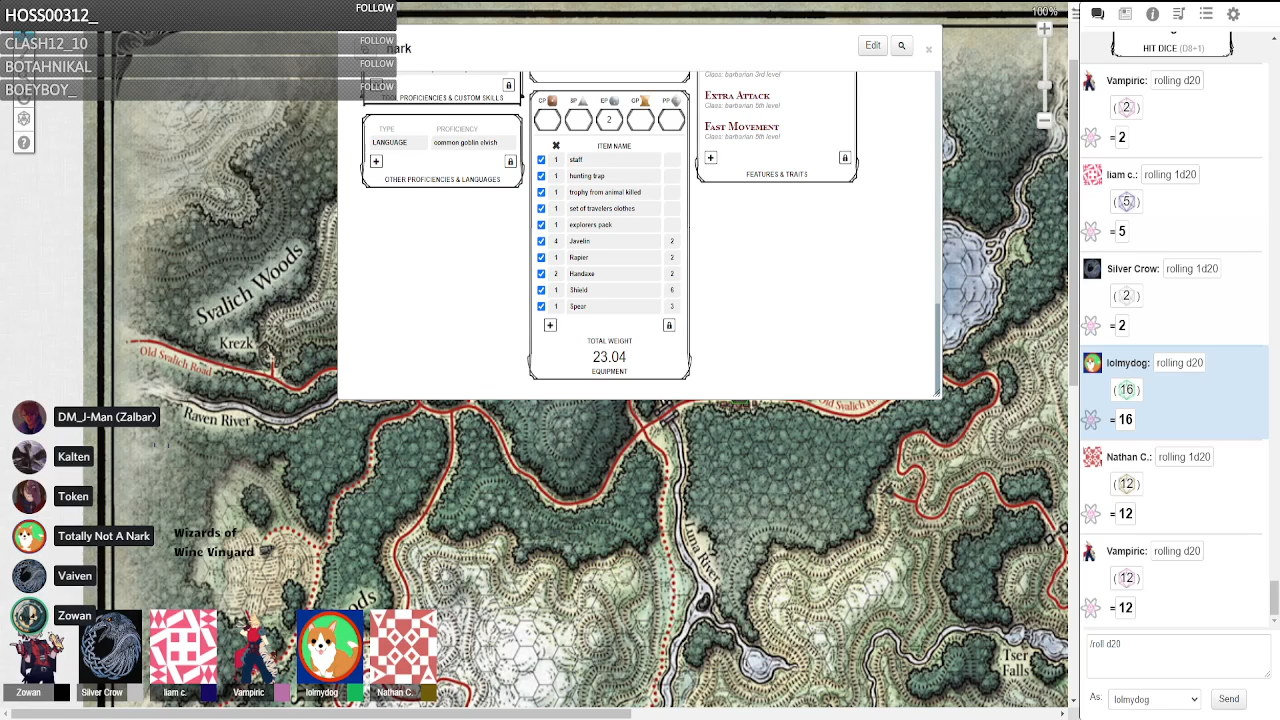 HOSS00312_ FOLLOW
CLASH12_10 FOLLOW
BOTAHNIKAL FOLLOW
BOEYBOY_ FOLLOW
nark
Edit
100%
TOOL PROFICIENCIES & CUSTOM SKILLS
TYPE PROFICIENCY
LANGUAGE common goblin elvish
OTHER PROFICIENCIES & LANGUAGES
CP SP EP GP PP
2
ITEM NAME
1 staff
1 hunting trap
1 trophy from animal killed
1 set of travelers clothes
1 explorers pack
4 Javelin 2
1 Rapier 2
2 Handaxe 2
1 Shield 6
1 Spear 3
TOTAL WEIGHT
23.04
EQUIPMENT
Class: barbarian 3rd level
EXTRA ATTACK
Class: barbarian 5th level
FAST MOVEMENT
Class: barbarian 5th level
FEATURES & TRAITS
Svalich Woods
Krezk
Old Svalich Road
Raven River
Old Svalich Road
Wizards of
Wine Vinyard
Tser
Falls
DM_J-Man (Zalbar)
Kalten
Token
Totally Not A Nark
Vaiven
Zowan
Zowan
Silver Crow
liam c.
Vampiric
lolmydog
Nathan C.
HIT DICE (D8+1)
Vampiric: rolling d20
(2)
= 2
liam c.: rolling 1d20
(5)
= 5
Silver Crow: rolling 1d20
(2)
= 2
lolmydog: rolling d20
(16)
= 16
Nathan C.: rolling 1d20
(12)
= 12
Vampiric: rolling d20
(12)
= 12
/roll d20
As: lolmydog
Send